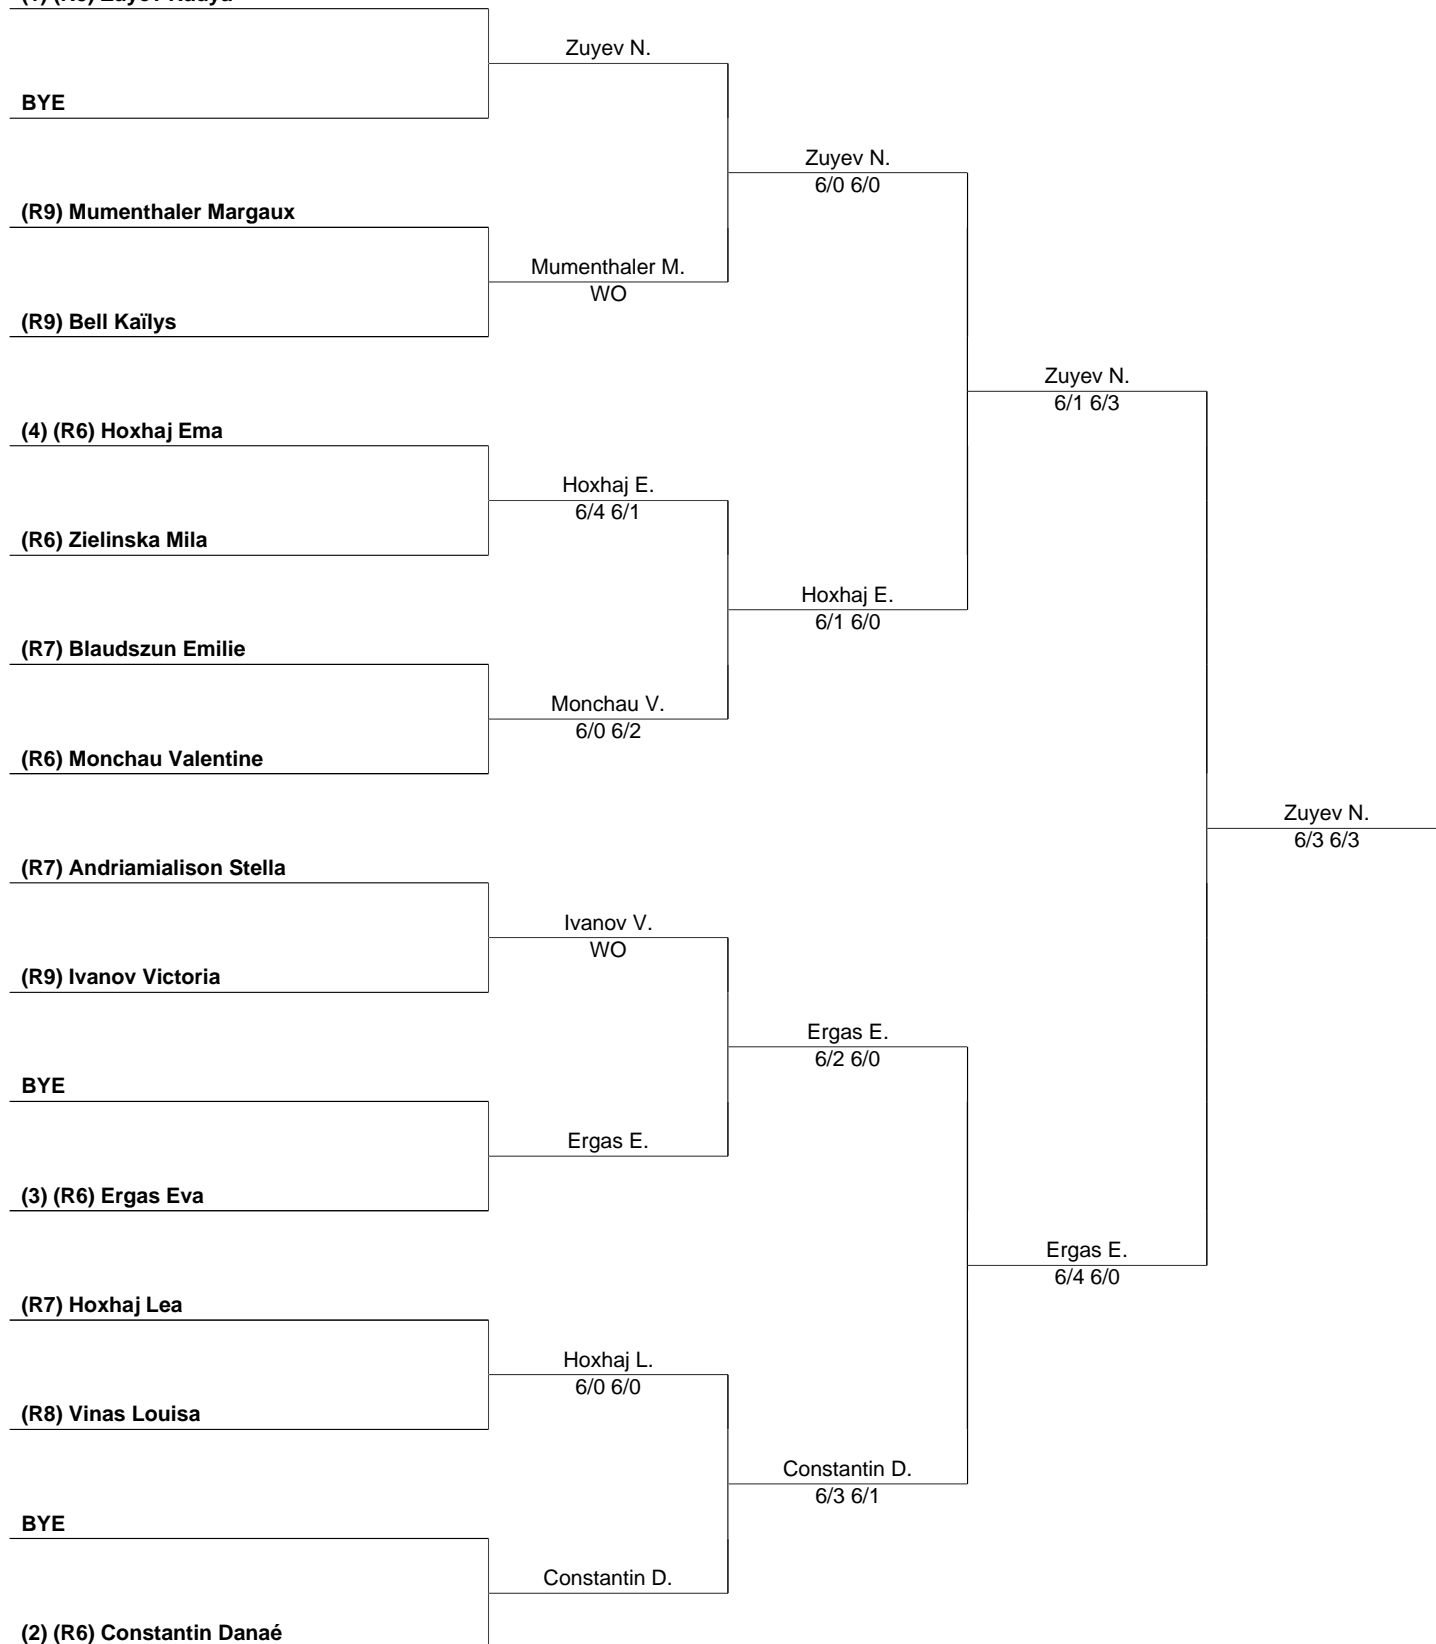 Zuyev
Zuyev N.
BYE
Zuyev N.
6/0 6/0
(R9) Mumenthaler Margaux
Mumenthaler M.
WO
(R9) Bell Kaïlys
Zuyev N.
6/1 6/3
(4) (R6) Hoxhaj Ema
Hoxhaj E.
6/4 6/1
(R6) Zielinska Mila
Hoxhaj E.
6/1 6/0
(R7) Blaudszun Emilie
Monchau V.
6/0 6/2
(R6) Monchau Valentine
Zuyev N.
6/3 6/3
(R7) Andriamialison Stella
Ivanov V.
WO
(R9) Ivanov Victoria
Ergas E.
6/2 6/0
BYE
Ergas E.
(3) (R6) Ergas Eva
Ergas E.
6/4 6/0
(R7) Hoxhaj Lea
Hoxhaj L.
6/0 6/0
(R8) Vinas Louisa
Constantin D.
6/3 6/1
BYE
Constantin D.
(2) (R6) Constantin Danaé